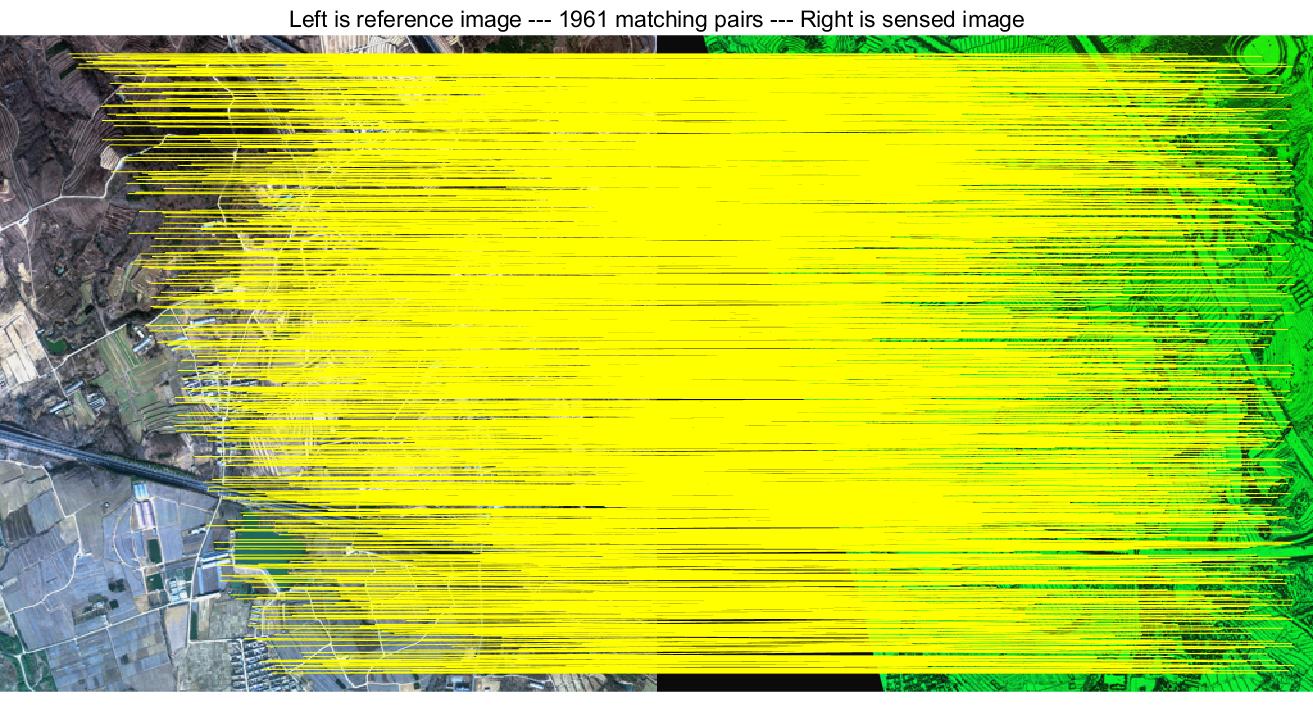 Left is reference image --- 1961 matching pairs --- Right is sensed image